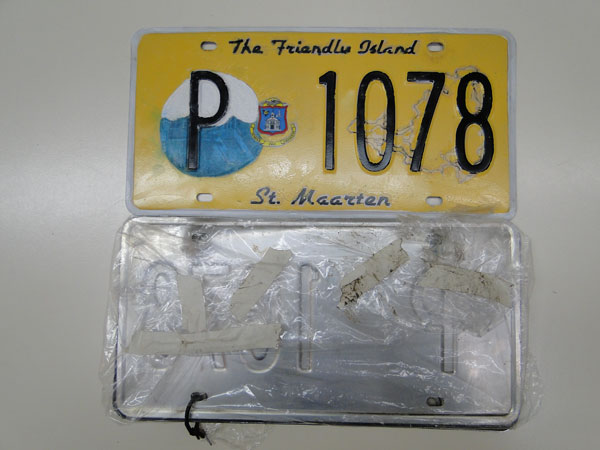 The Friendly Island
P 1078
St. Maarten